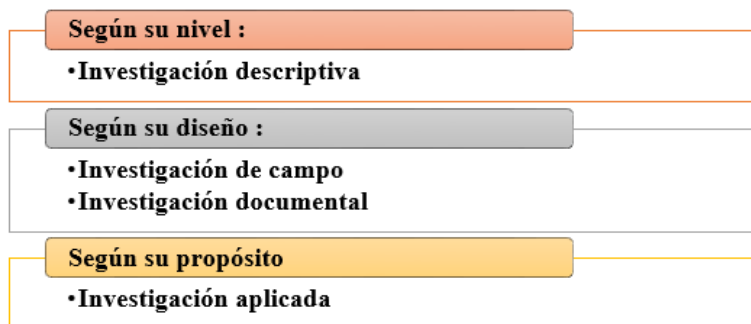 Según su nivel :
•Investigación descriptiva
Según su diseño :
•Investigación de campo
•Investigación documental
Según su propósito
•Investigación aplicada